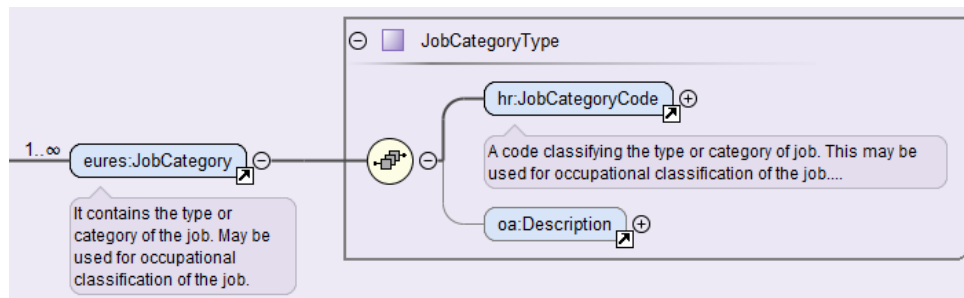 JobCategoryType
hr:JobCategoryCode
A code classifying the type or category of job. This may be
used for occupational classification of the job....
1..∞
eures:JobCategory
It contains the type or
category of the job. May be
used for occupational
classification of the job.
oa:Description